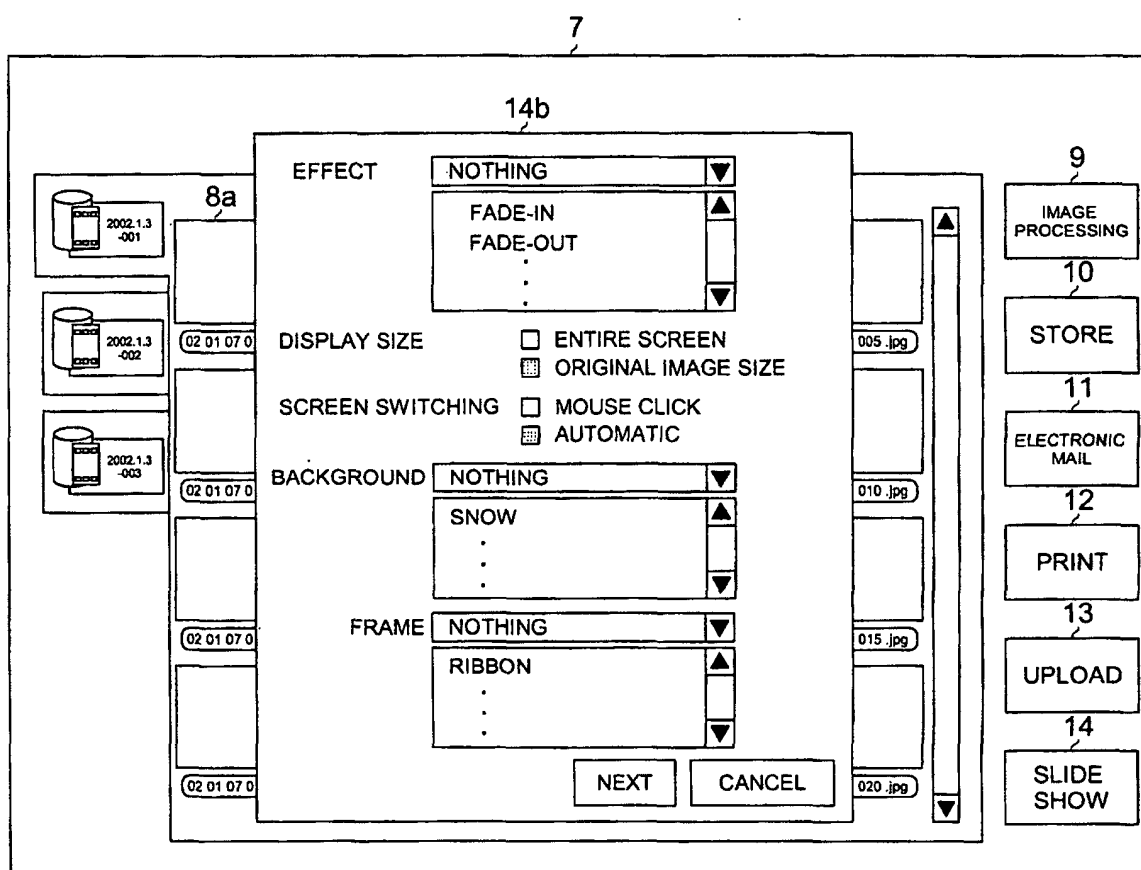 7
14b
EFFECT NOTHING
FADE-IN
FADE-OUT
DISPLAY SIZE ENTIRE SCREEN
ORIGINAL IMAGE SIZE
SCREEN SWITCHING MOUSE CLICK
AUTOMATIC
BACKGROUND NOTHING
SNOW
FRAME NOTHING
RIBBON
NEXT CANCEL
8a
2002.1.3
-001
2002.1.3
-002
2002.1.3
-003
02 01 07 0
005 .jpg
02 01 07 0
010 .jpg
02 01 07 0
015 .jpg
02 01 07 0
020 .jpg
9
IMAGE
PROCESSING
10
STORE
11
ELECTRONIC
MAIL
12
PRINT
13
UPLOAD
14
SLIDE
SHOW